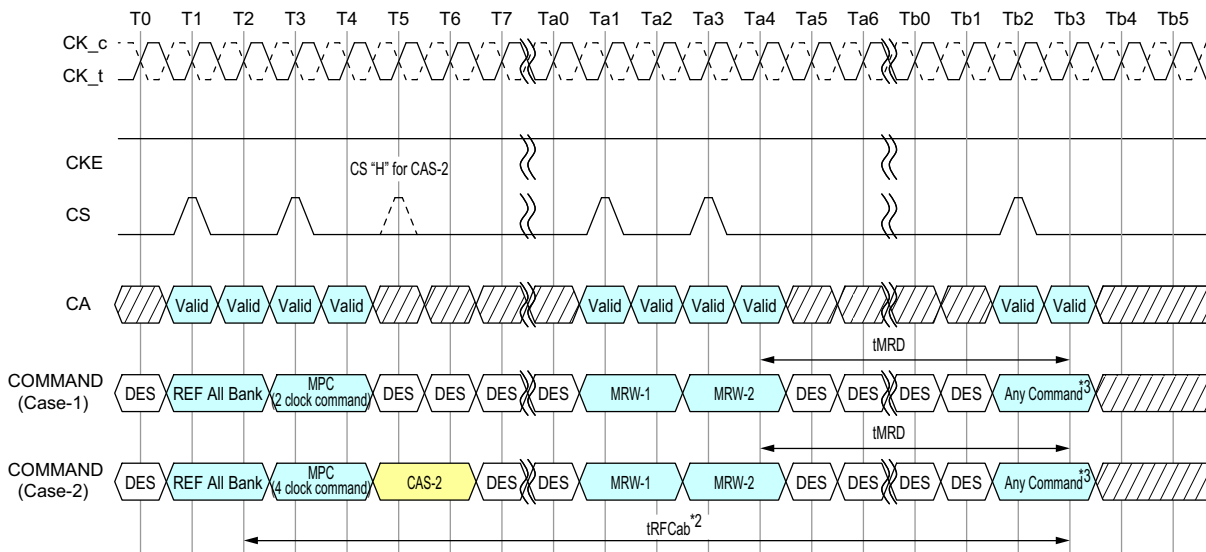 T0 T1 T2 T3 T4 T5 T6 T7 Ta0 Ta1 Ta2 Ta3 Ta4 Ta5 Ta6 Tb0 Tb1 Tb2 Tb3 Tb4 Tb5
CK_c
CK_t
CKE
CS "H" for CAS-2
CS
CA Valid Valid Valid Valid Valid Valid Valid Valid Valid Valid
tMRD
COMMAND (Case-1) DES REF All Bank MPC (2 clock command) DES DES DES DES MRW-1 MRW-2 DES DES DES DES Any Command*3
tMRD
COMMAND (Case-2) DES REF All Bank MPC (4 clock command) CAS-2 DES DES MRW-1 MRW-2 DES DES DES DES Any Command*3
tRFCab*2